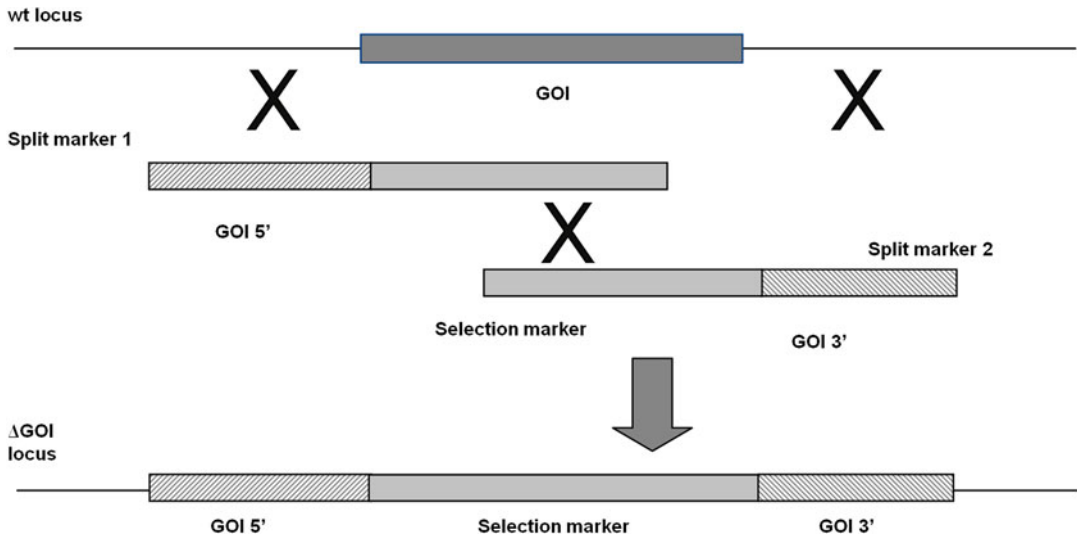 wt locus
GOI
Split marker 1
GOI 5’
Split marker 2
Selection marker
GOI 3’
ΔGOI
locus
GOI 5’
Selection marker
GOI 3’